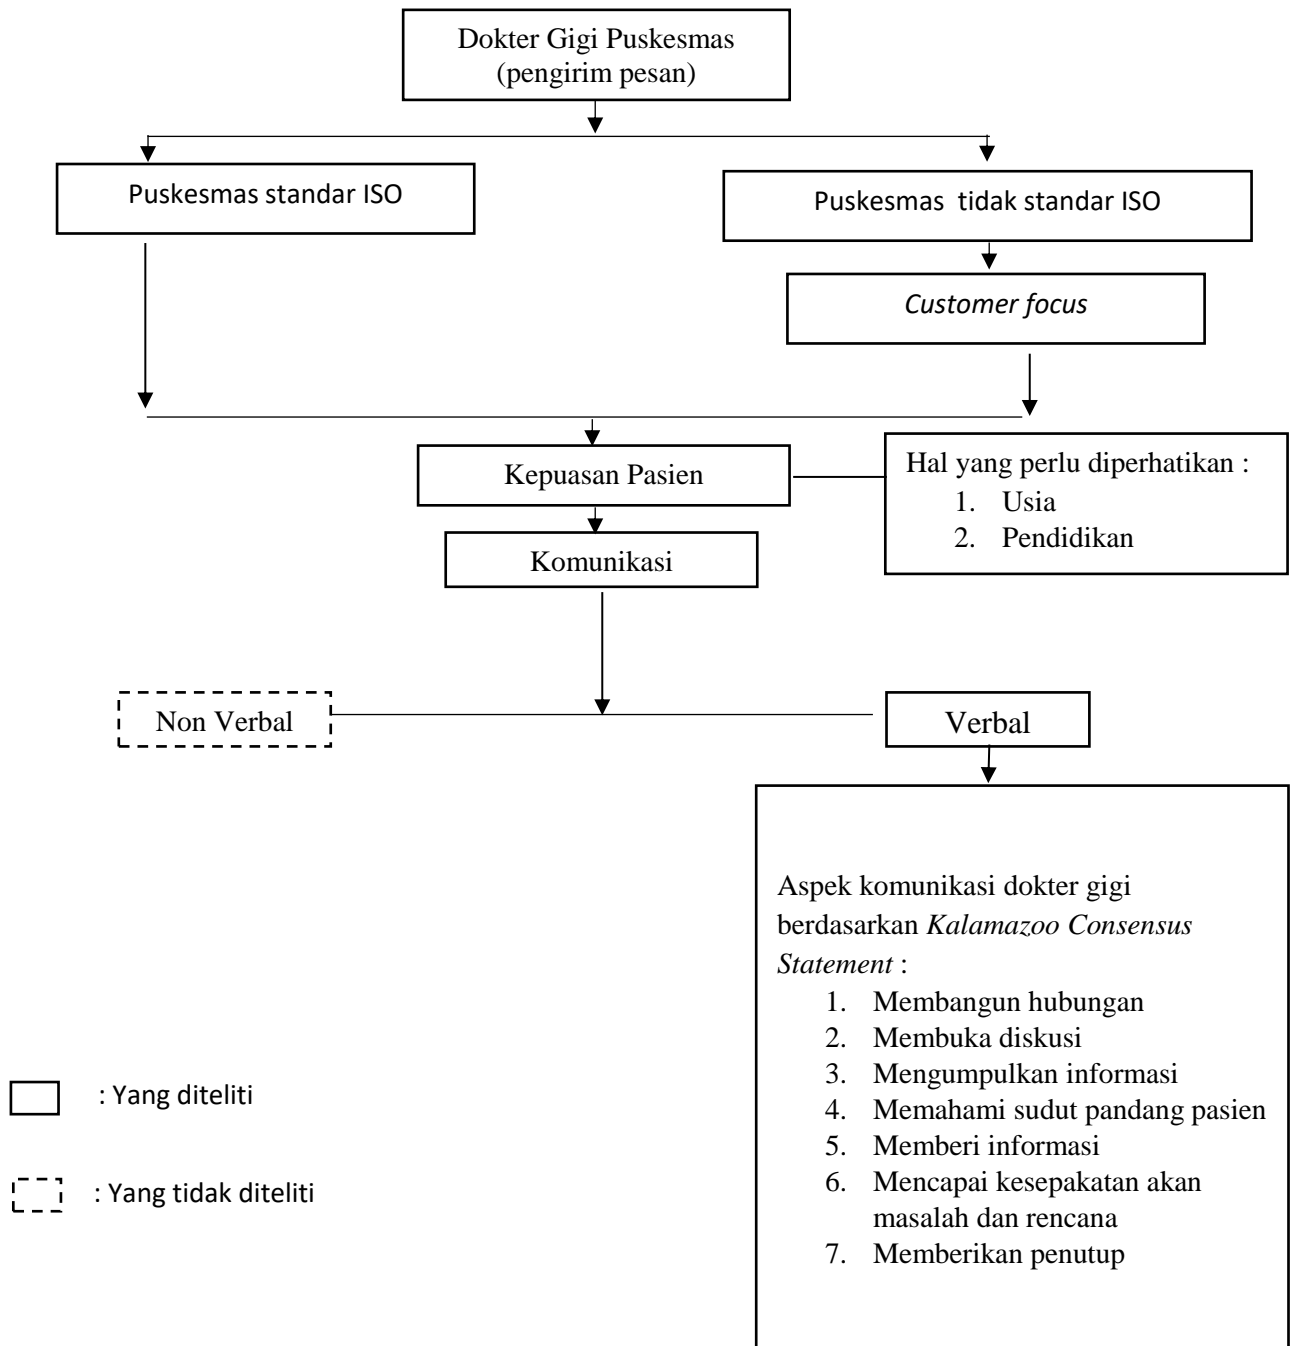 Dokter Gigi Puskesmas
(pengirim pesan)
Puskesmas standar ISO
Puskesmas  tidak standar ISO
Customer focus
Kepuasan Pasien
Hal yang perlu diperhatikan :
1. Usia
2. Pendidikan
Komunikasi
Non Verbal
Verbal
Aspek komunikasi dokter gigi
berdasarkan Kalamazoo Consensus
Statement :
1. Membangun hubungan
2. Membuka diskusi
3. Mengumpulkan informasi
4. Memahami sudut pandang pasien
5. Memberi informasi
6. Mencapai kesepakatan akan
masalah dan rencana
7. Memberikan penutup
: Yang diteliti
: Yang tidak diteliti